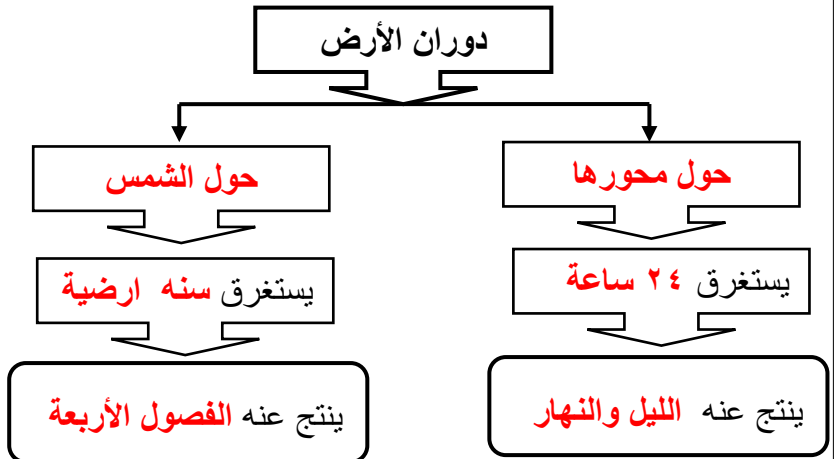 دوران الأرض
حول محورها
حول الشمس
يستغرق ٢٤ ساعة
يستغرق سنه ارضية
ينتج عنه الليل والنهار
ينتج عنه الفصول الأربعة